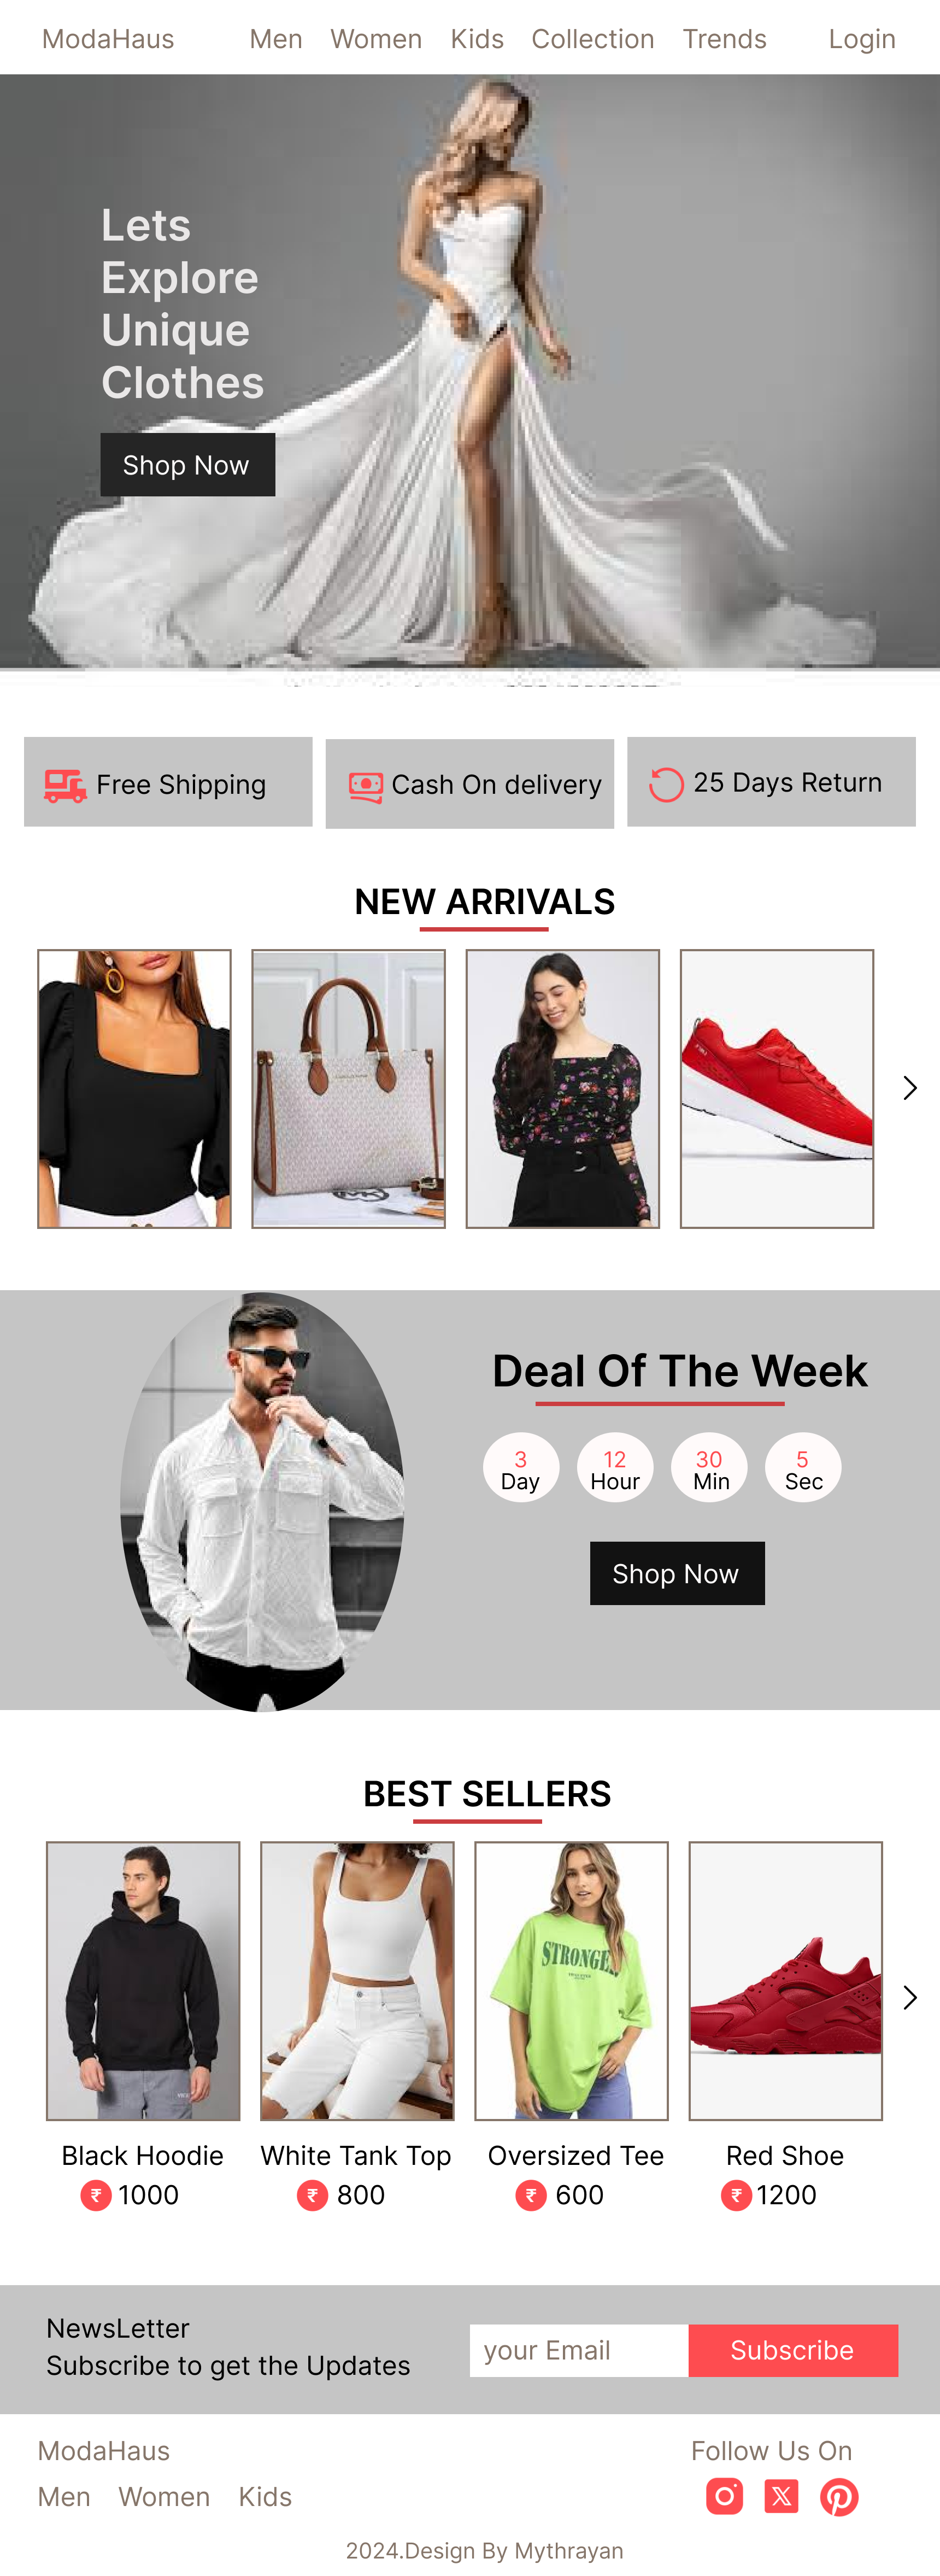 ModaHaus Men Women Kids Collection Trends Login
Lets
Explore
Unique
Clothes
Shop Now
Free Shipping
Cash On delivery
25 Days Return
NEW ARRIVALS
Deal Of The Week
3 12 30 5
Day Hour Min Sec
Shop Now
BEST SELLERS
STRONGER
Black Hoodie White Tank Top Oversized Tee Red Shoe
₹ 1000 ₹ 800 ₹ 600 ₹ 1200
NewsLetter
Subscribe to get the Updates
your Email Subscribe
ModaHaus Follow Us On
Men Women Kids
2024.Design By Mythrayan